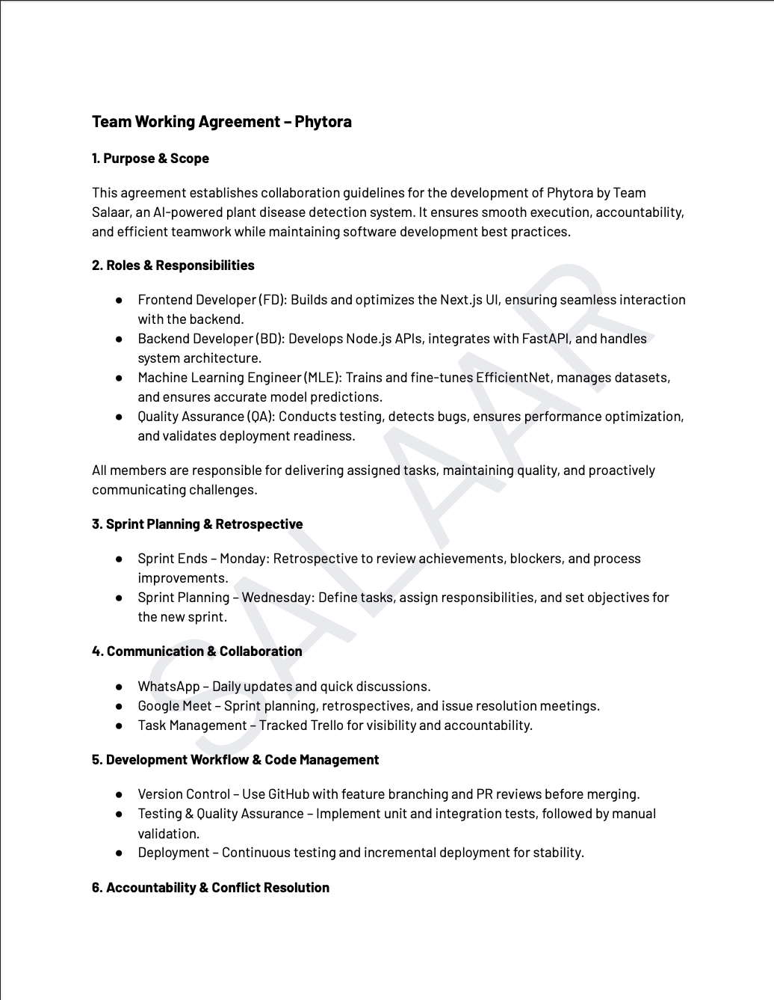 Team Working Agreement – Phytora
1. Purpose & Scope
This agreement establishes collaboration guidelines for the development of Phytora by Team
Salaar, an AI-powered plant disease detection system. It ensures smooth execution, accountability,
and efficient teamwork while maintaining software development best practices.
2. Roles & Responsibilities
● Frontend Developer (FD): Builds and optimizes the Next.js UI, ensuring seamless interaction
with the backend.
● Backend Developer (BD): Develops Node.js APIs, integrates with FastAPI, and handles
system architecture.
● Machine Learning Engineer (MLE): Trains and fine-tunes EfficientNet, manages datasets,
and ensures accurate model predictions.
● Quality Assurance (QA): Conducts testing, detects bugs, ensures performance optimization,
and validates deployment readiness.
All members are responsible for delivering assigned tasks, maintaining quality, and proactively
communicating challenges.
3. Sprint Planning & Retrospective
● Sprint Ends – Monday: Retrospective to review achievements, blockers, and process
improvements.
● Sprint Planning – Wednesday: Define tasks, assign responsibilities, and set objectives for
the new sprint.
4. Communication & Collaboration
● WhatsApp – Daily updates and quick discussions.
● Google Meet – Sprint planning, retrospectives, and issue resolution meetings.
● Task Management – Tracked Trello for visibility and accountability.
5. Development Workflow & Code Management
● Version Control – Use GitHub with feature branching and PR reviews before merging.
● Testing & Quality Assurance – Implement unit and integration tests, followed by manual
validation.
● Deployment – Continuous testing and incremental deployment for stability.
6. Accountability & Conflict Resolution
SALAAR